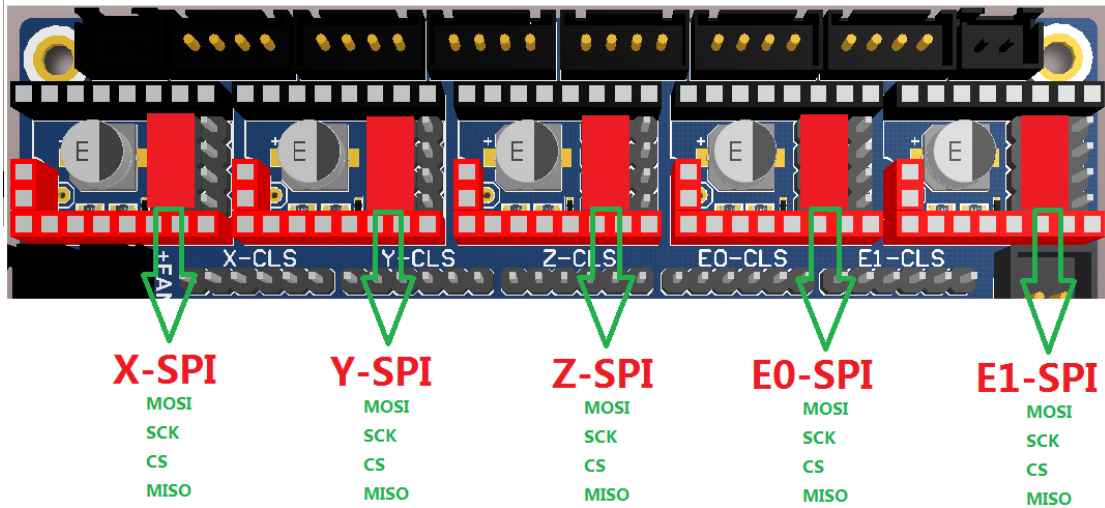 E E E E E
+ + + +
+FAN X-CLS Y-CLS Z-CLS E0-CLS E1-CLS
X-SPI Y-SPI Z-SPI E0-SPI E1-SPI
MOSI MOSI MOSI MOSI MOSI
SCK SCK SCK SCK SCK
CS CS CS CS CS
MISO MISO MISO MISO MISO